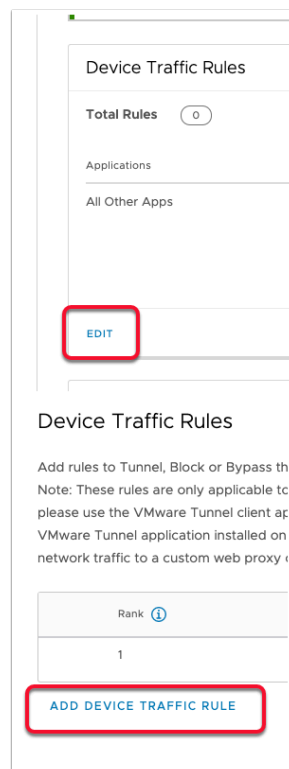 Device Traffic Rules
Total Rules 0
Applications
All Other Apps
EDIT
Device Traffic Rules
Add rules to Tunnel, Block or Bypass th
Note: These rules are only applicable to
please use the VMware Tunnel client ap
VMware Tunnel application installed on
network traffic to a custom web proxy
Rank i
1
ADD DEVICE TRAFFIC RULE